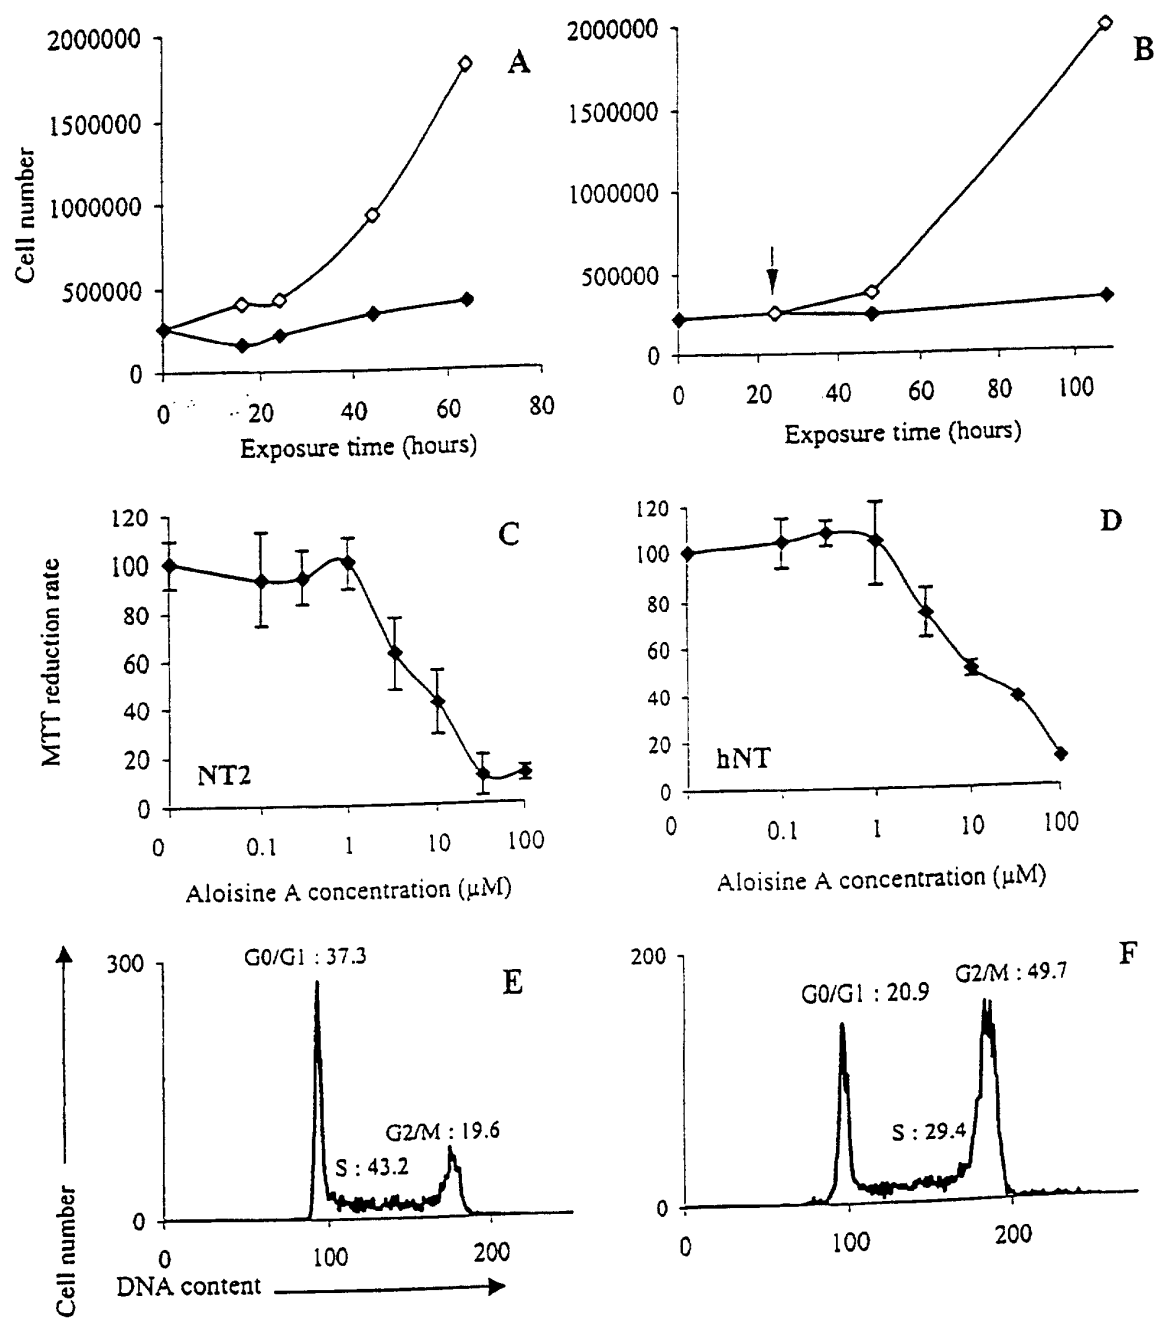 A
2000000
1500000
1000000
500000
0
Cell number
0 20 40 60 80
Exposure time (hours)
B
2000000
1500000
1000000
500000
0
0 20 40 60 80 100
Exposure time (hours)
C
120
100
80
60
40
20
0
MTT reduction rate
NT2
0 0.1 1 10 100
Aloisine A concentration (µM)
D
120
100
80
60
40
20
0
hNT
0 0.1 1 10 100
Aloisine A concentration (µM)
E
300
0
G0/G1 : 37.3
G2/M : 19.6
S : 43.2
0 100 200
Cell number
DNA content
F
200
0
G2/M : 49.7
G0/G1 : 20.9
S : 29.4
0 100 200